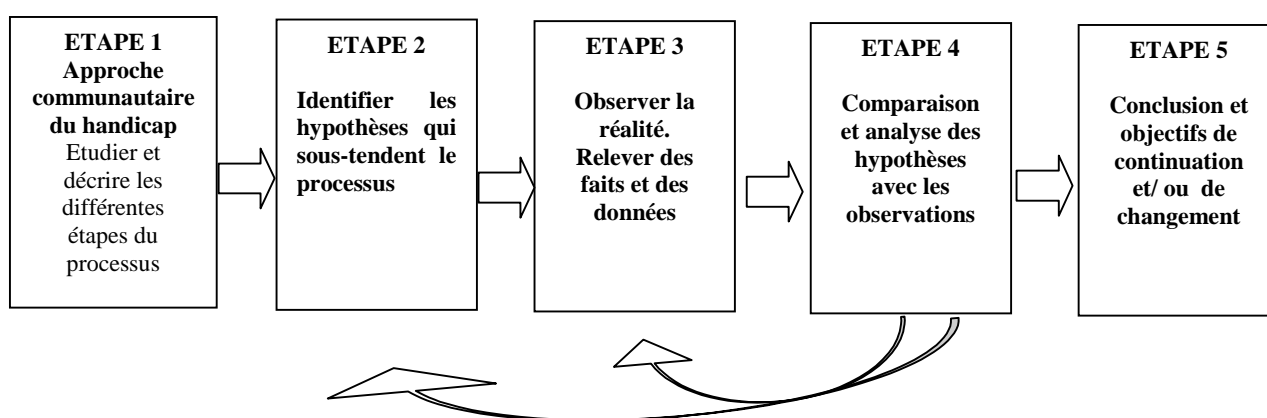 ETAPE 1
Approche
communautaire
du handicap
Etudier et
décrire les
différentes
étapes du
processus
ETAPE 2
Identifier les
hypothèses qui
sous-tendent le
processus
ETAPE 3
Observer la
réalité.
Relever des
faits et des
données
ETAPE 4
Comparaison
et analyse des
hypothèses
avec les
observations
ETAPE 5
Conclusion et
objectifs de
continuation
et/ ou de
changement